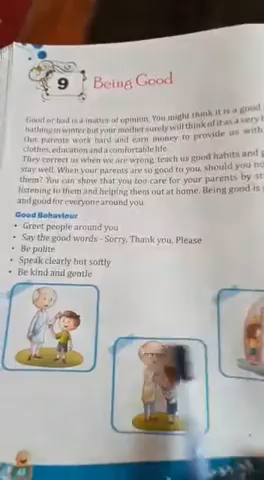 9
Being Good
Good or bad is a matter of opinion. You might think it is a good
bathing in winter but your mother surely will think of it as a very
Our parents work hard and earn money to provide us with
clothes, education and a comfortable life.
They correct us when we are wrong, teach us good habits and
stay well. When your parents are so good to you, should you
them? You can show that you too care for your parents by
listening to them and helping them out at home. Being good is
and good for everyone around you.
Good Behaviour
• Greet people around you
• Say the good words - Sorry, Thank you, Please
• Be polite
• Speak clearly but softly
• Be kind and gentle